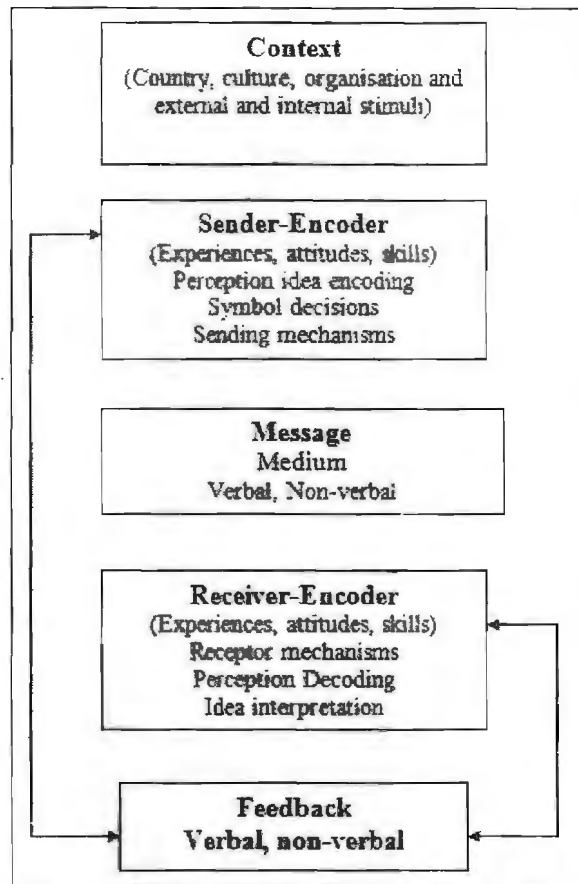 Context
(Country, culture, organisation and
external and internal stimuli)
Sender-Encoder
(Experiences, attitudes, skills)
Perception idea encoding
Symbol decisions
Sending mechanisms
Message
Medium
Verbal, Non-verbal
Receiver-Encoder
(Experiences, attitudes, skills)
Receptor mechanisms
Perception Decoding
Idea interpretation
Feedback
Verbal, non-verbal